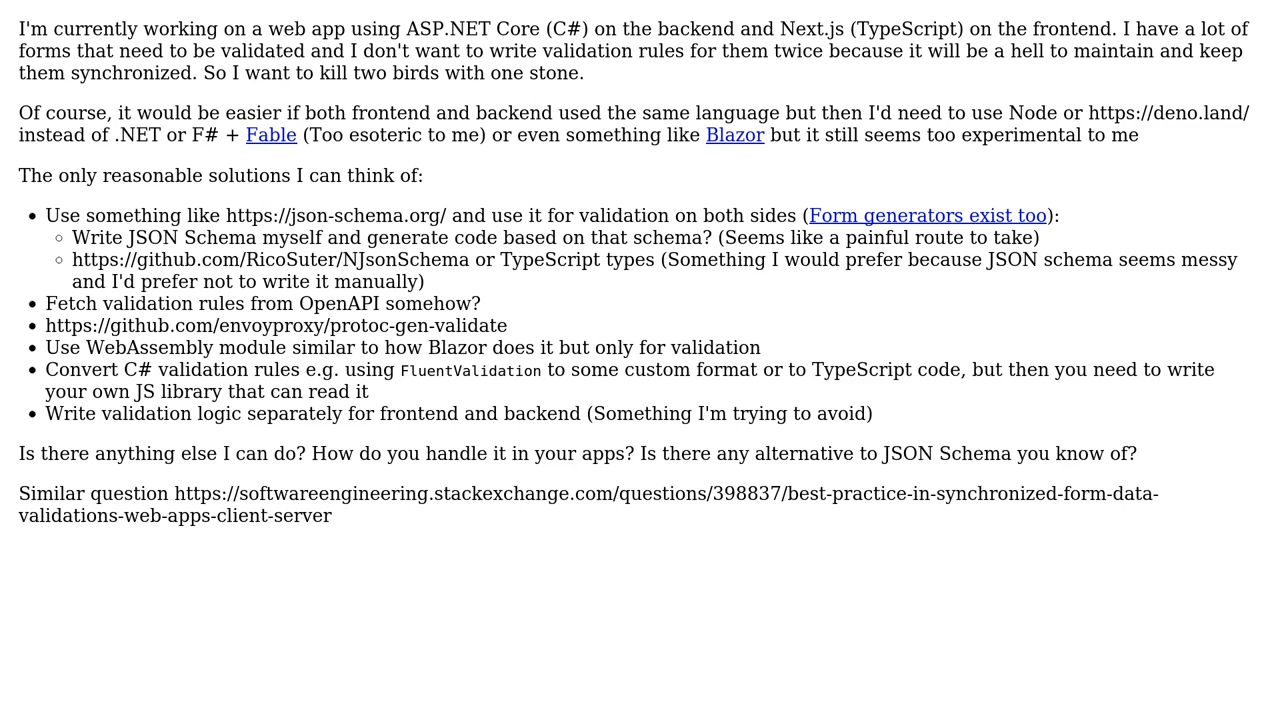 I'm currently working on a web app using ASP.NET Core (C#) on the backend and Next.js (TypeScript) on the frontend. I have a lot of
forms that need to be validated and I don't want to write validation rules for them twice because it will be a hell to maintain and keep
them synchronized. So I want to kill two birds with one stone.
Of course, it would be easier if both frontend and backend used the same language but then I'd need to use Node or https://deno.land/
instead of .NET or F# + Fable (Too esoteric to me) or even something like Blazor but it still seems too experimental to me
The only reasonable solutions I can think of:
• Use something like https://json-schema.org/ and use it for validation on both sides (Form generators exist too):
◦ Write JSON Schema myself and generate code based on that schema? (Seems like a painful route to take)
◦ https://github.com/RicoSuter/NJsonSchema or TypeScript types (Something I would prefer because JSON schema seems messy
and I'd prefer not to write it manually)
• Fetch validation rules from OpenAPI somehow?
• https://github.com/envoyproxy/protoc-gen-validate
• Use WebAssembly module similar to how Blazor does it but only for validation
• Convert C# validation rules e.g. using FluentValidation to some custom format or to TypeScript code, but then you need to write
your own JS library that can read it
• Write validation logic separately for frontend and backend (Something I'm trying to avoid)
Is there anything else I can do? How do you handle it in your apps? Is there any alternative to JSON Schema you know of?
Similar question https://softwareengineering.stackexchange.com/questions/398837/best-practice-in-synchronized-form-data-
validations-web-apps-client-server